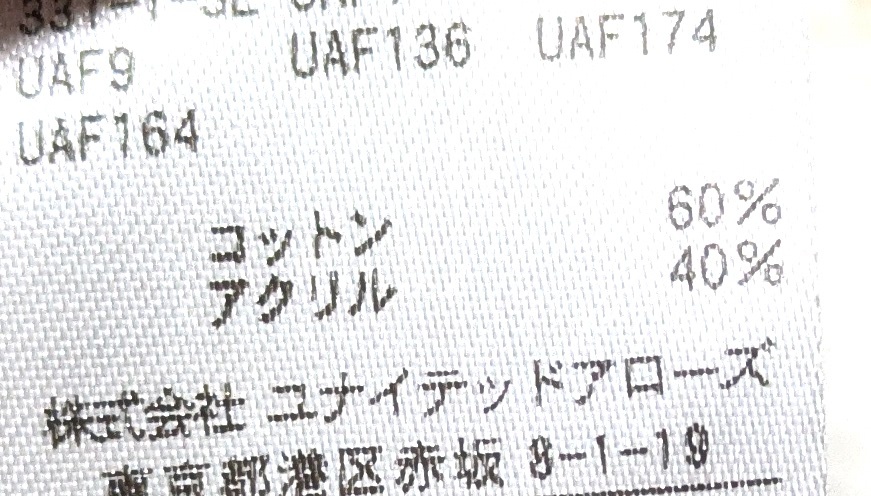 UAF9 UAF136 UAF174
UAF164
コットン 60%
アクリル 40%
株式会社 ユナイテッドアローズ
東京都港区赤坂 8-1-19